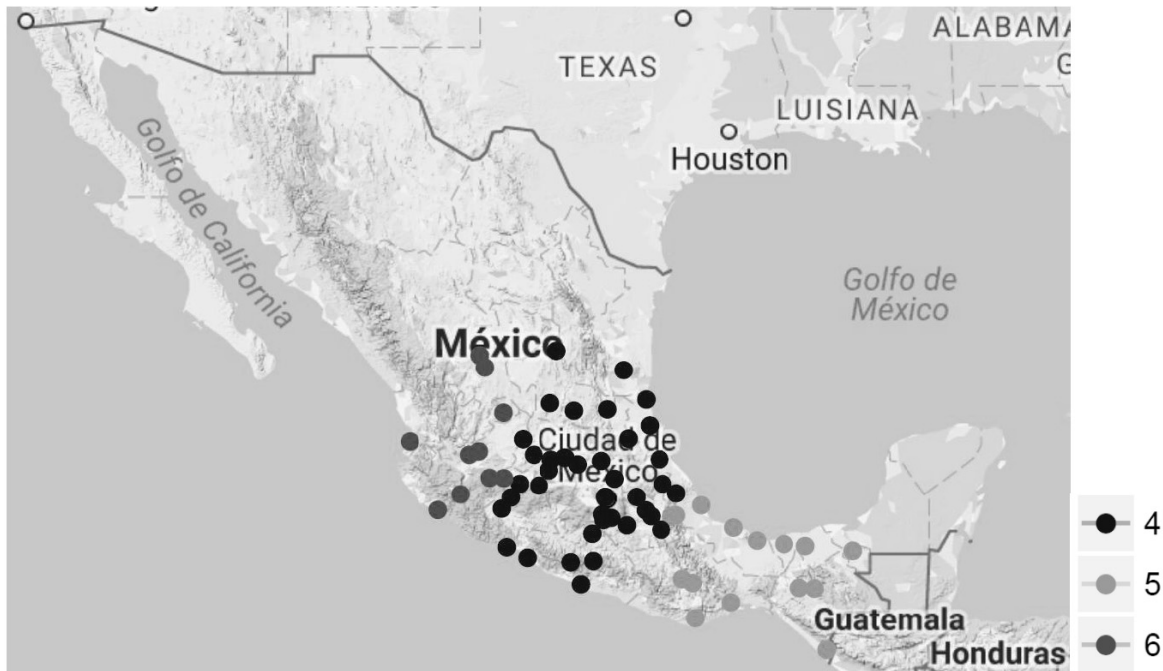 TEXAS
ALABAMA
G
LUISIANA
Houston
Golfo de California
Golfo de
México
México
Ciudad de
México
Guatemala
Honduras
4
5
6